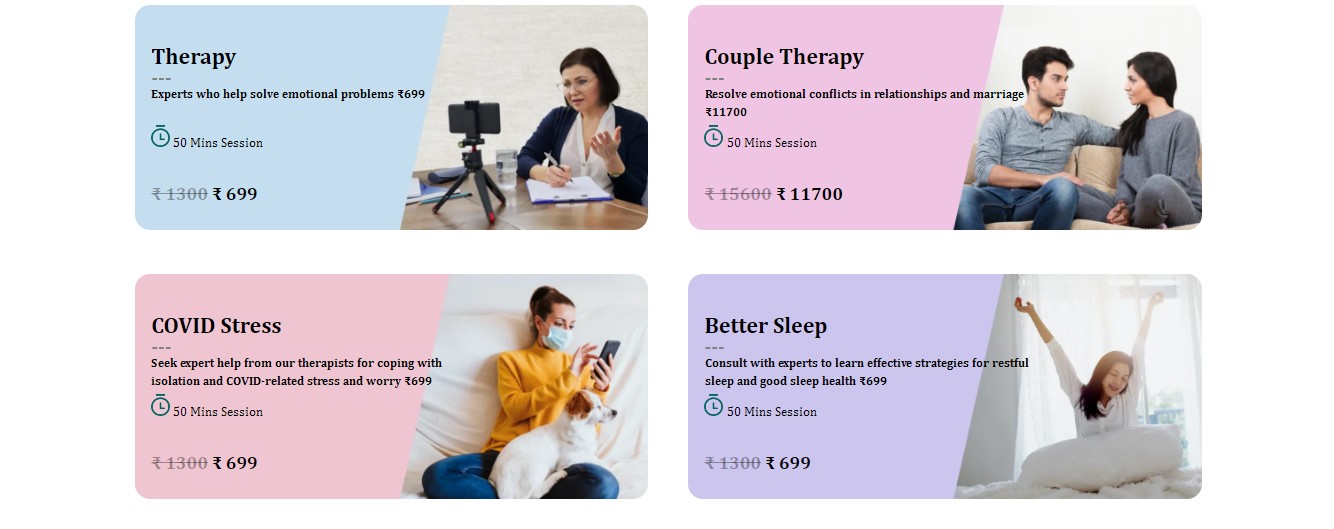 Therapy
---
Experts who help solve emotional problems ₹699
50 Mins Session
₹ 1300 ₹ 699
Couple Therapy
---
Resolve emotional conflicts in relationships and marriage
₹11700
50 Mins Session
₹ 15600 ₹ 11700
COVID Stress
---
Seek expert help from our therapists for coping with
isolation and COVID-related stress and worry ₹699
50 Mins Session
₹ 1300 ₹ 699
Better Sleep
---
Consult with experts to learn effective strategies for restful
sleep and good sleep health ₹699
50 Mins Session
₹ 1300 ₹ 699